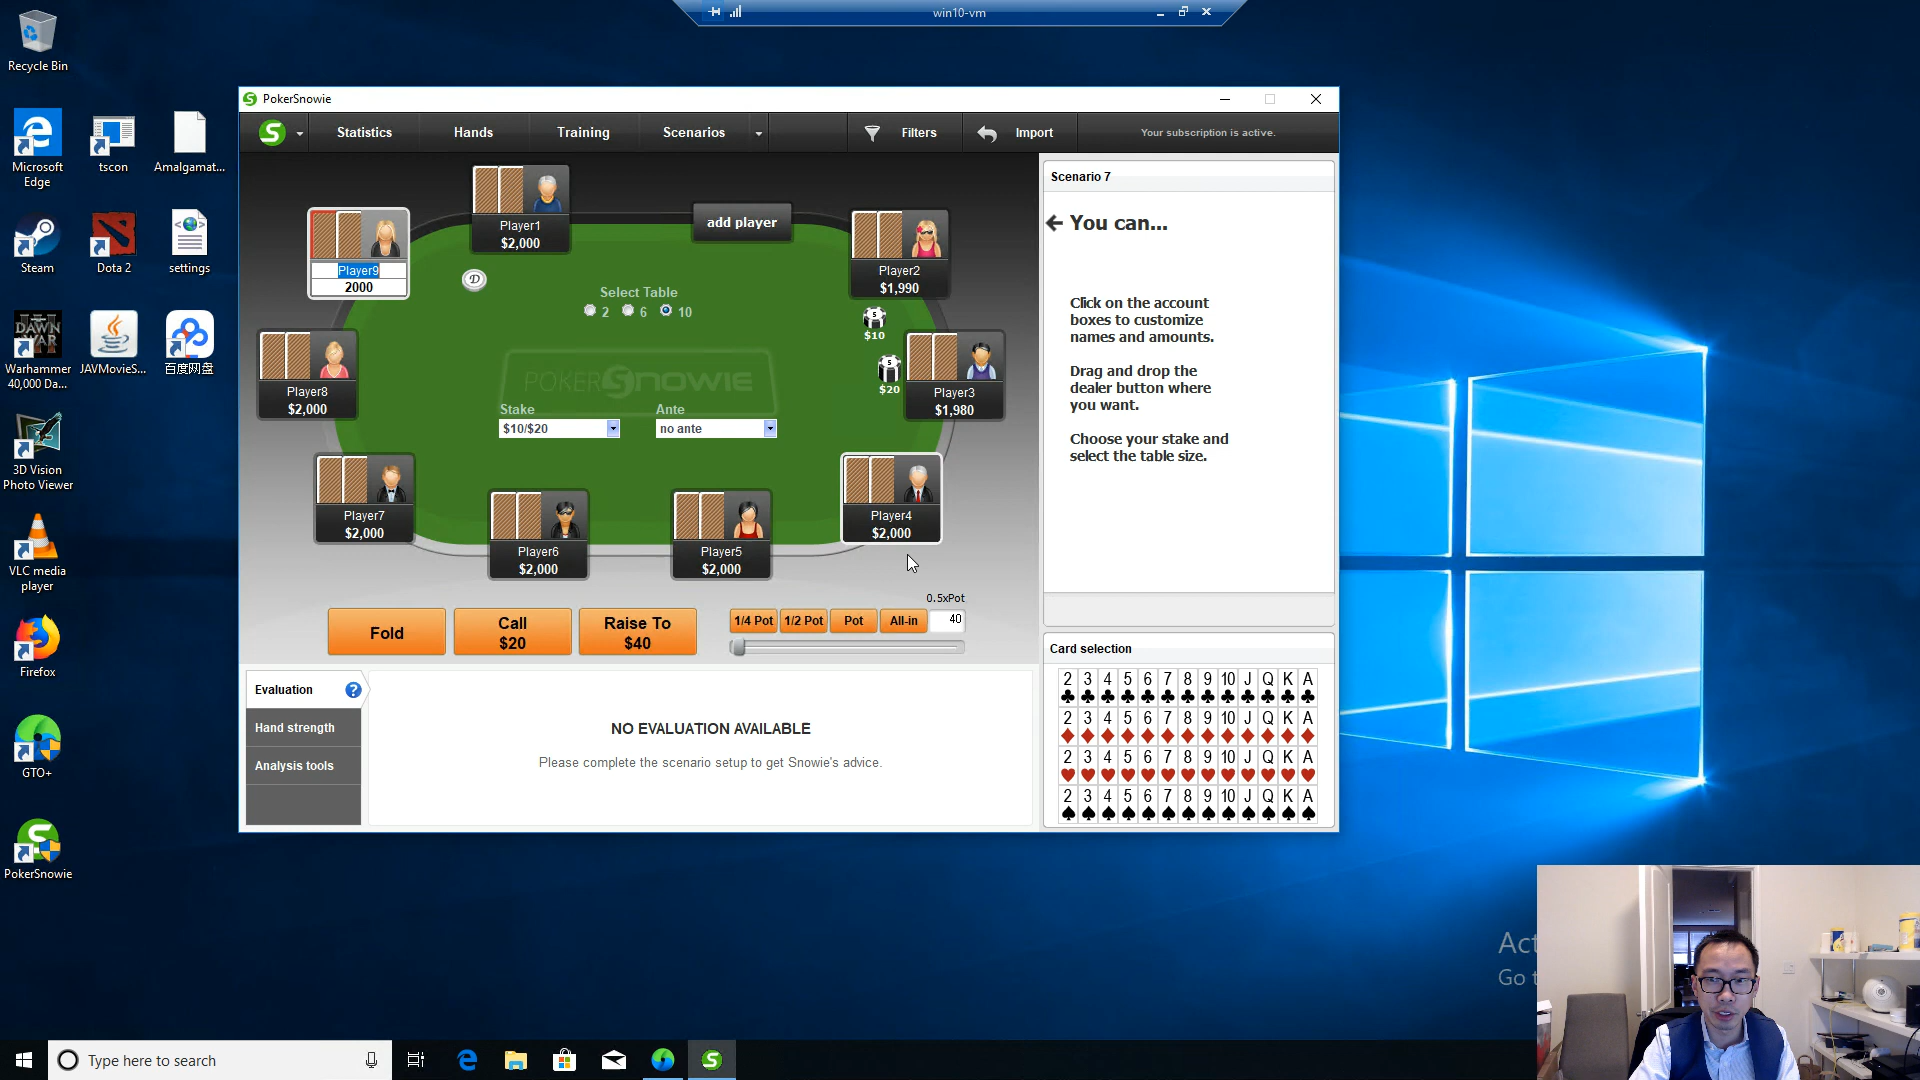 win10-vm
Recycle Bin
Microsoft
Edge
tscon
Amalgamat...
Steam
Dota 2
settings
Warhammer
40,000 Da...
JAVMovieS...
百度网盘
3D Vision
Photo Viewer
VLC media
player
Firefox
GTO+
PokerSnowie
PokerSnowie
Statistics
Hands
Training
Scenarios
Filters
Import
Your subscription is active.
Player1
$2,000
add player
Player2
$1,990
Player9
2000
D
Select Table
2 6 10
$10
$20
Player8
$2,000
Player3
$1,980
POKERSNOWIE
Stake
$10/$20
Ante
no ante
Player7
$2,000
Player6
$2,000
Player5
$2,000
Player4
$2,000
0.5xPot
Fold
Call
$20
Raise To
$40
1/4 Pot
1/2 Pot
Pot
All-in
40
Scenario 7
You can...
Click on the account
boxes to customize
names and amounts.
Drag and drop the
dealer button where
you want.
Choose your stake and
select the table size.
Evaluation
?
Hand strength
Analysis tools
NO EVALUATION AVAILABLE
Please complete the scenario setup to get Snowie's advice.
Card selection
2 3 4 5 6 7 8 9 10 J Q K A
2 3 4 5 6 7 8 9 10 J Q K A
2 3 4 5 6 7 8 9 10 J Q K A
2 3 4 5 6 7 8 9 10 J Q K A
Act
Go t
Type here to search